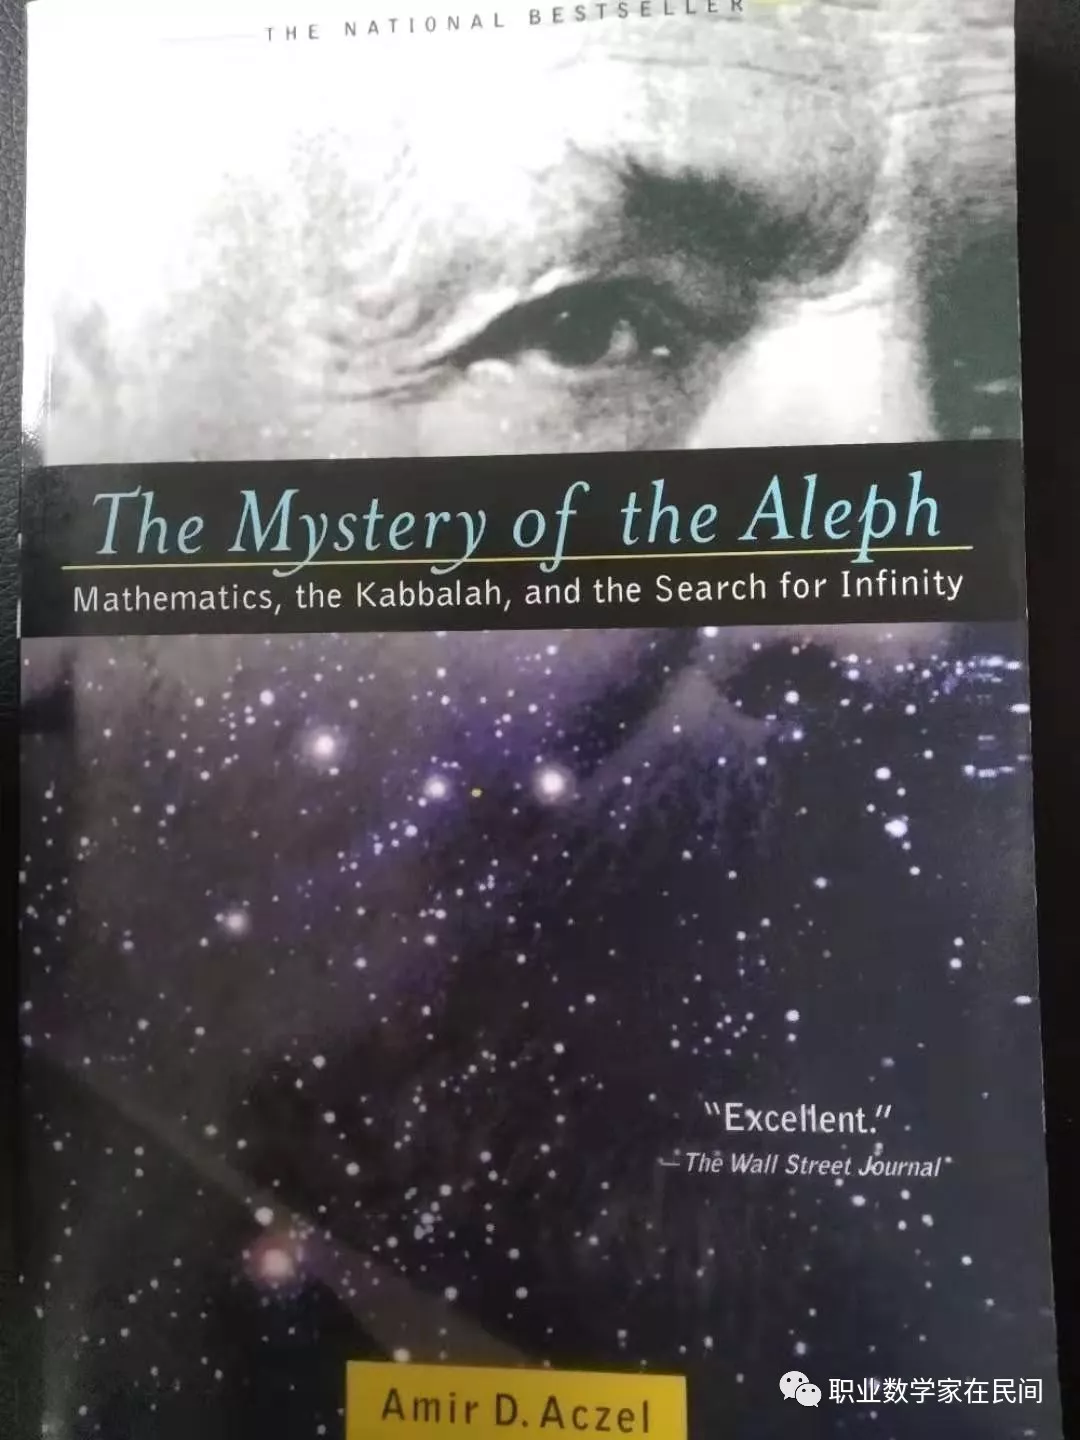 THE NATIONAL BESTSELLER
The Mystery of the Aleph
Mathematics, the Kabbalah, and the Search for Infinity
"Excellent."
—The Wall Street Journal
Amir D. Aczel
职业数学家在民间